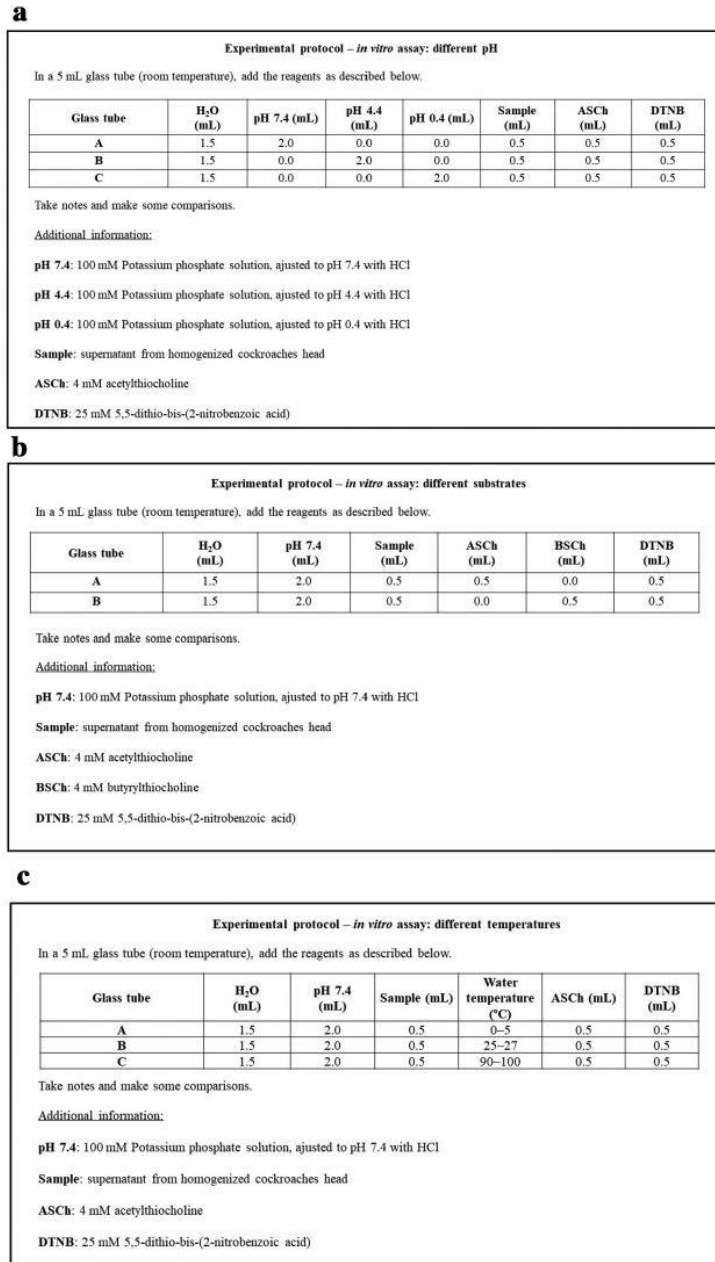 a
Experimental protocol – in vitro assay: different pH
In a 5 mL glass tube (room temperature), add the reagents as described below.
Glass tube H₂O (mL) pH 7.4 (mL) pH 4.4 (mL) pH 0.4 (mL) Sample (mL) ASCh (mL) DTNB (mL)
A 1.5 2.0 0.0 0.0 0.5 0.5 0.5
B 1.5 0.0 2.0 0.0 0.5 0.5 0.5
C 1.5 0.0 0.0 2.0 0.5 0.5 0.5
Take notes and make some comparisons.
Additional information:
pH 7.4: 100 mM Potassium phosphate solution, ajusted to pH 7.4 with HCl
pH 4.4: 100 mM Potassium phosphate solution, ajusted to pH 4.4 with HCl
pH 0.4: 100 mM Potassium phosphate solution, ajusted to pH 0.4 with HCl
Sample: supernatant from homogenized cockroaches head
ASCh: 4 mM acetylthiocholine
DTNB: 25 mM 5,5-dithio-bis-(2-nitrobenzoic acid)
b
Experimental protocol – in vitro assay: different substrates
In a 5 mL glass tube (room temperature), add the reagents as described below.
Glass tube H₂O (mL) pH 7.4 (mL) Sample (mL) ASCh (mL) BSCh (mL) DTNB (mL)
A 1.5 2.0 0.5 0.5 0.0 0.5
B 1.5 2.0 0.5 0.0 0.5 0.5
Take notes and make some comparisons.
Additional information:
pH 7.4: 100 mM Potassium phosphate solution, ajusted to pH 7.4 with HCl
Sample: supernatant from homogenized cockroaches head
ASCh: 4 mM acetylthiocholine
BSCh: 4 mM butyrylthiocholine
DTNB: 25 mM 5,5-dithio-bis-(2-nitrobenzoic acid)
c
Experimental protocol – in vitro assay: different temperatures
In a 5 mL glass tube (room temperature), add the reagents as described below.
Glass tube H₂O (mL) pH 7.4 (mL) Sample (mL) Water temperature (ºC) ASCh (mL) DTNB (mL)
A 1.5 2.0 0.5 0–5 0.5 0.5
B 1.5 2.0 0.5 25–27 0.5 0.5
C 1.5 2.0 0.5 90–100 0.5 0.5
Take notes and make some comparisons.
Additional information:
pH 7.4: 100 mM Potassium phosphate solution, ajusted to pH 7.4 with HCl
Sample: supernatant from homogenized cockroaches head
ASCh: 4 mM acetylthiocholine
DTNB: 25 mM 5,5-dithio-bis-(2-nitrobenzoic acid)